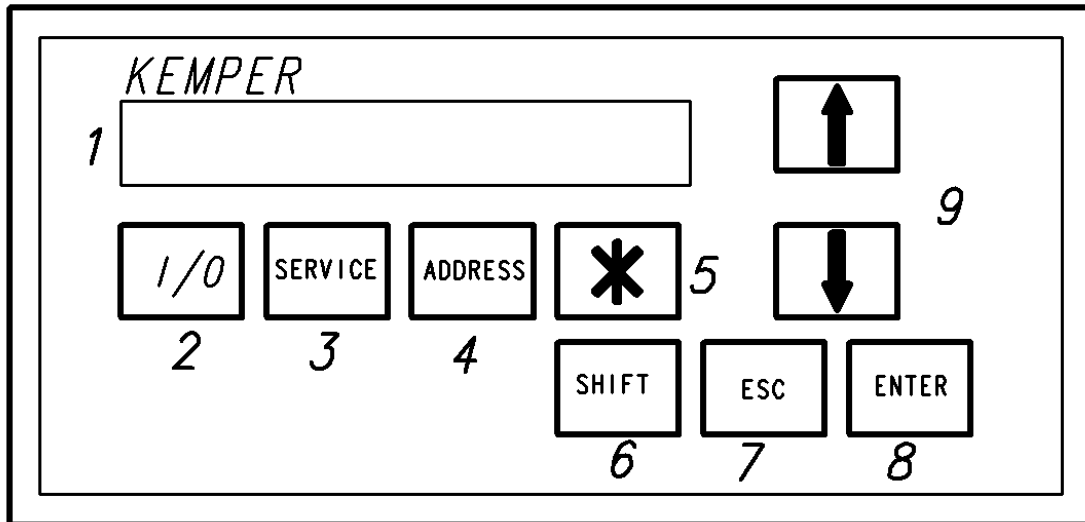 KEMPER
1
9
I/O SERVICE ADDRESS * 5
2 3 4
SHIFT ESC ENTER
6 7 8